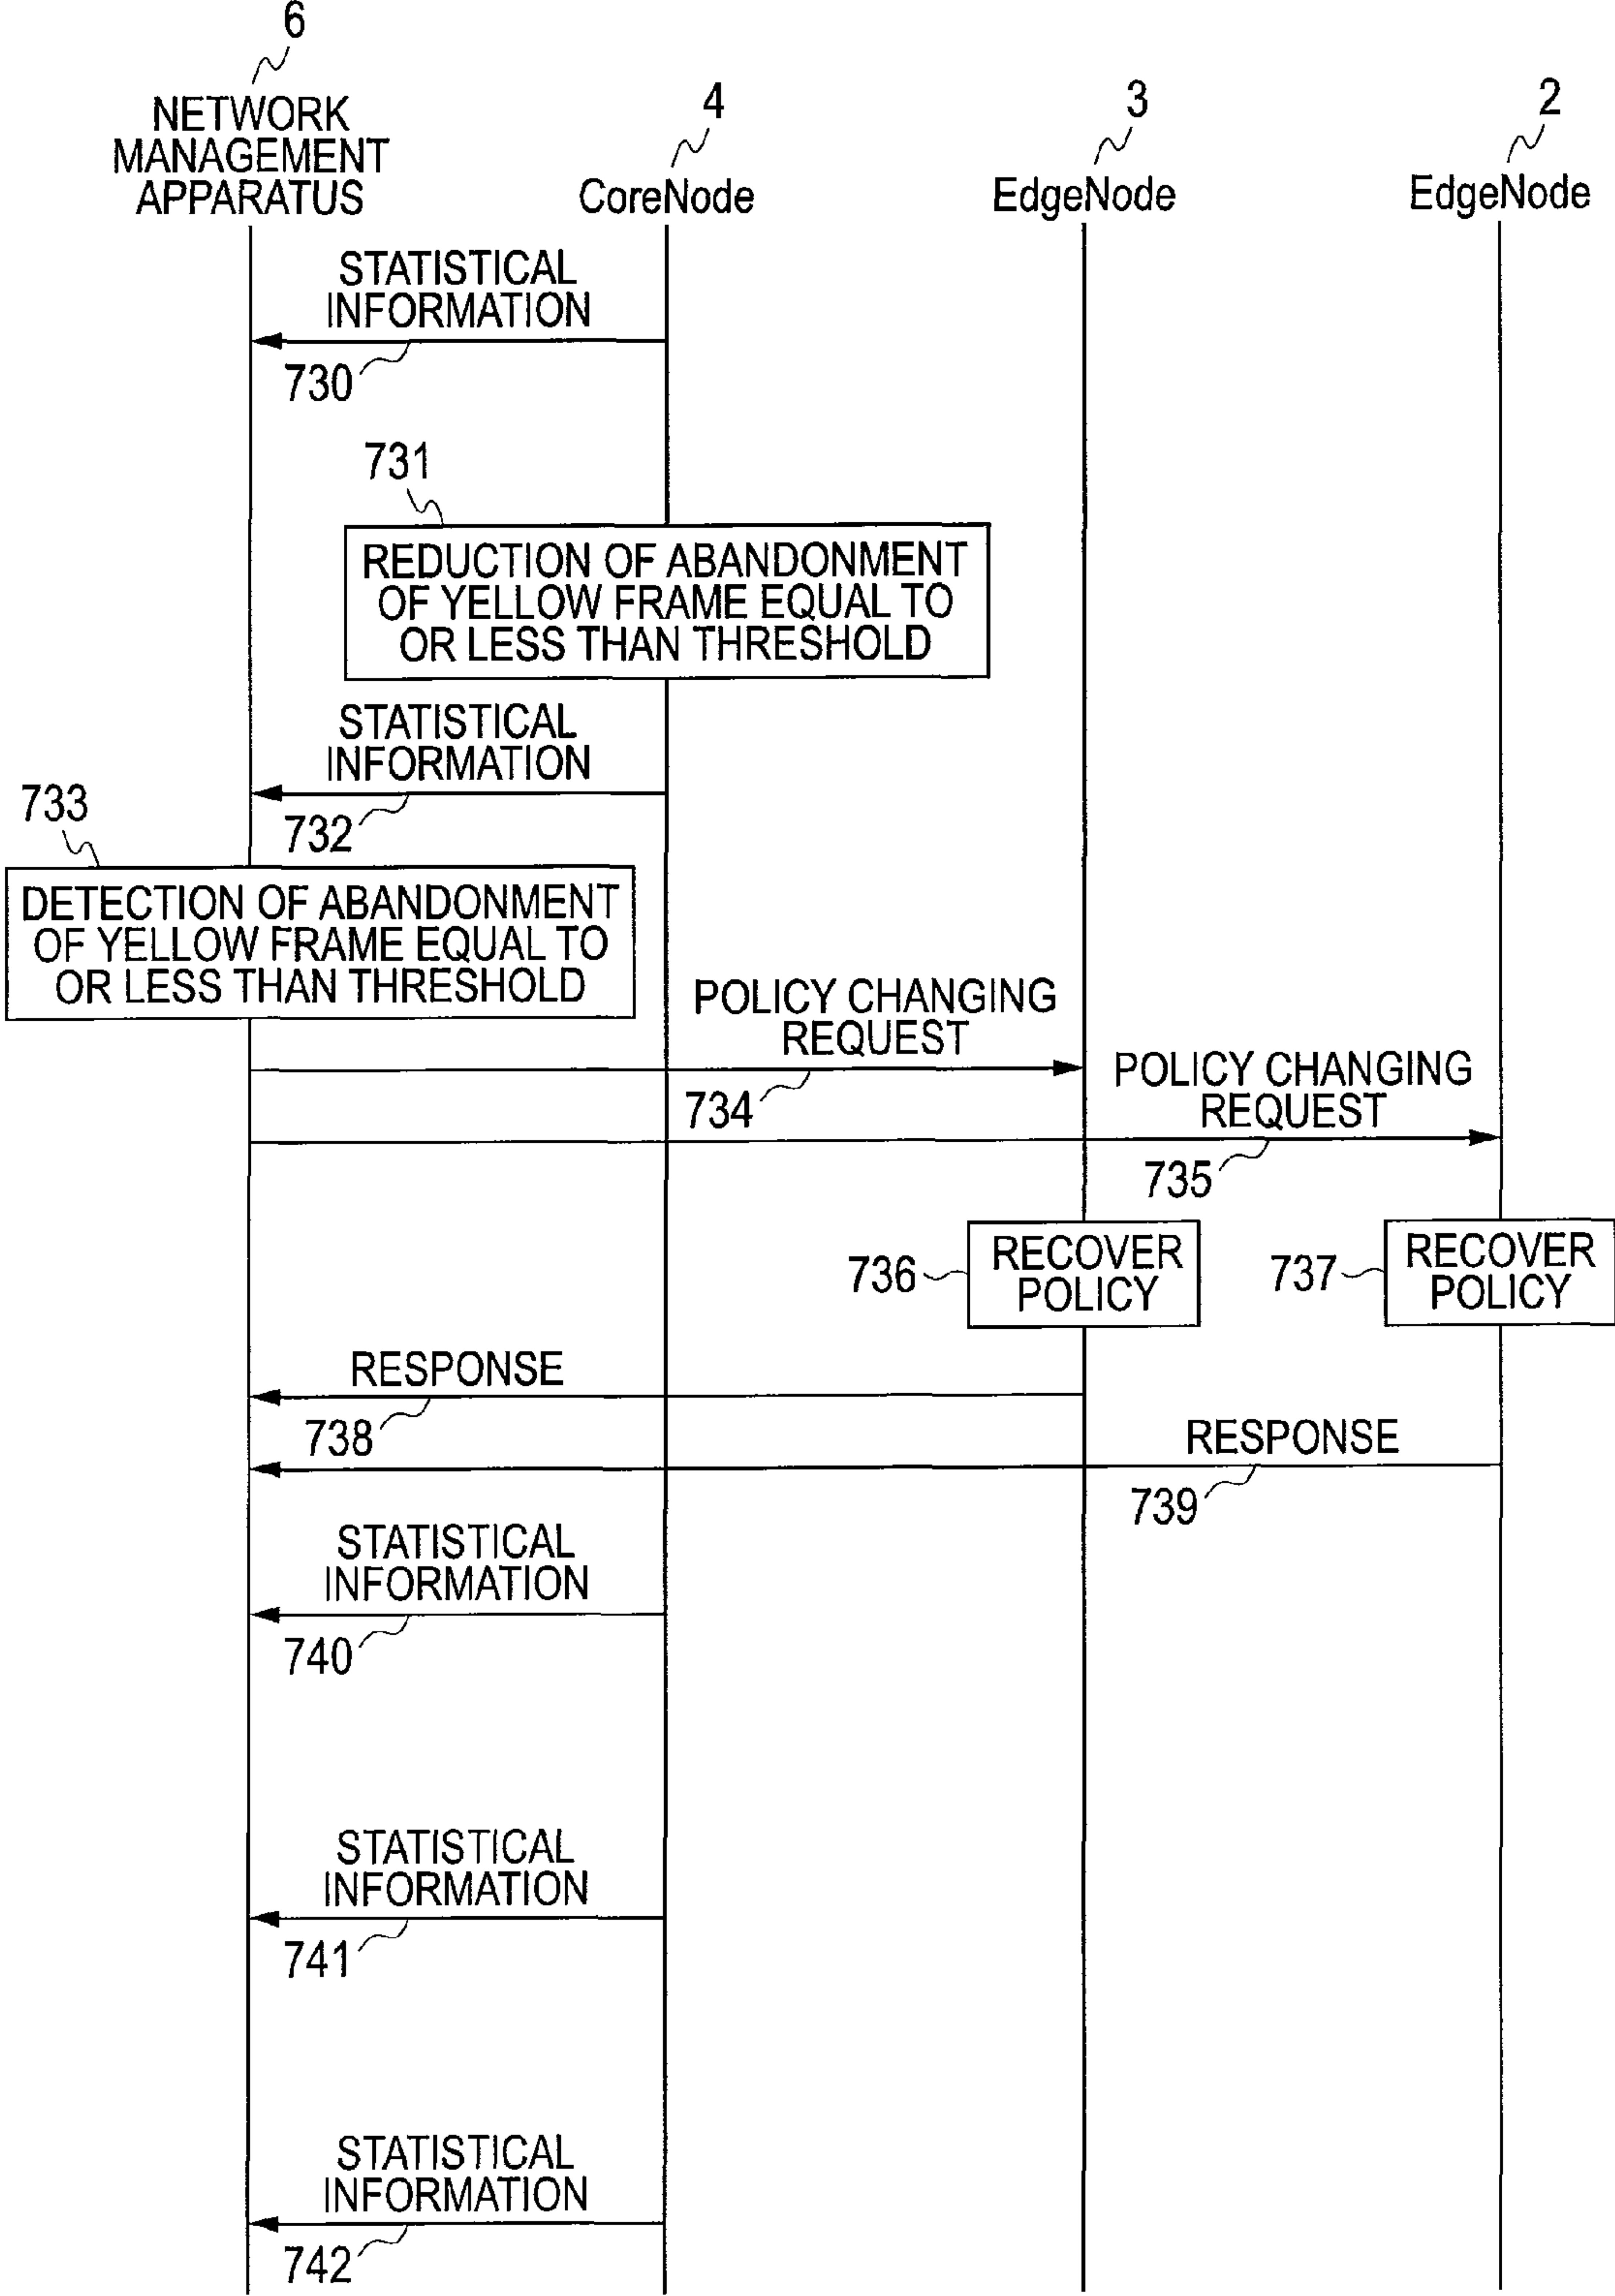 6
NETWORK
MANAGEMENT
APPARATUS
4
CoreNode
3
EdgeNode
2
EdgeNode
STATISTICAL
INFORMATION
730
731
REDUCTION OF ABANDONMENT
OF YELLOW FRAME EQUAL TO
OR LESS THAN THRESHOLD
STATISTICAL
INFORMATION
732
733
DETECTION OF ABANDONMENT
OF YELLOW FRAME EQUAL TO
OR LESS THAN THRESHOLD
POLICY CHANGING
REQUEST
734
POLICY CHANGING
REQUEST
735
736
RECOVER
POLICY
737
RECOVER
POLICY
RESPONSE
738
RESPONSE
739
STATISTICAL
INFORMATION
740
STATISTICAL
INFORMATION
741
STATISTICAL
INFORMATION
742